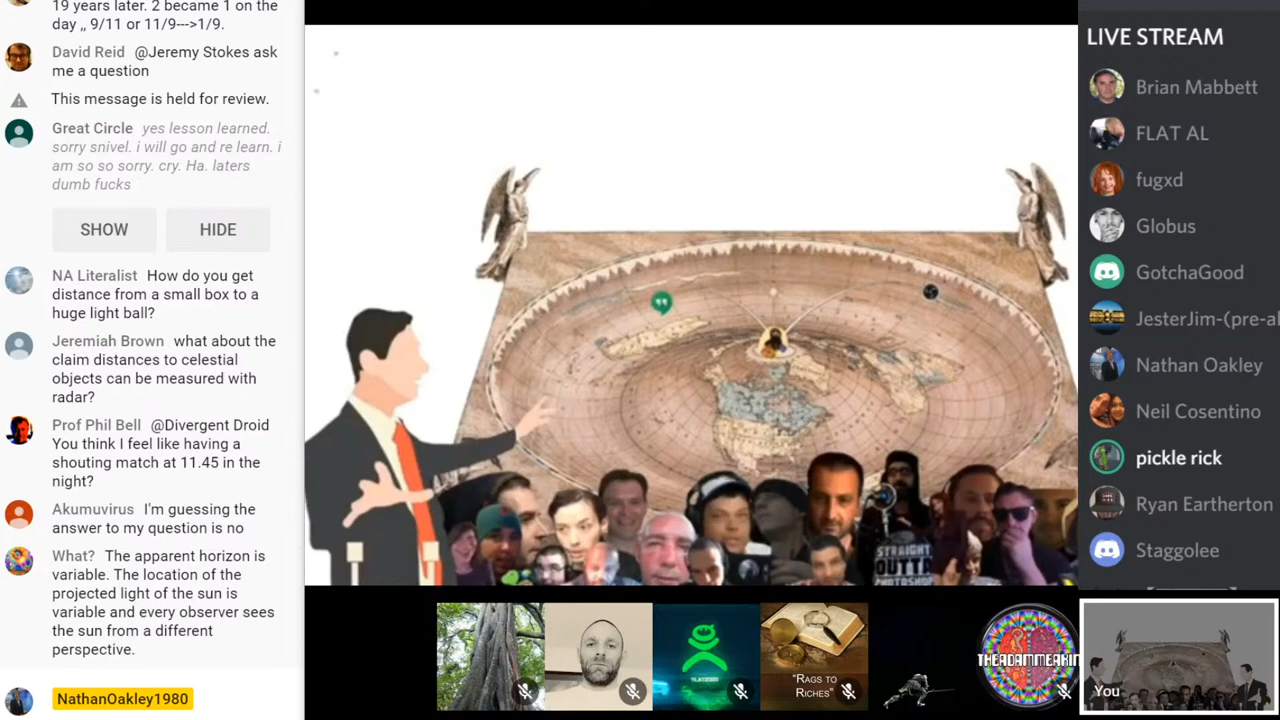 19 years later. 2 became 1 on the
day ,, 9/11 or 11/9--->1/9.
David Reid @Jeremy Stokes ask
me a question
This message is held for review.
Great Circle yes lesson learned.
sorry snivel. i will go and re learn. i
am so so sorry. cry. Ha. laters
dumb fucks
SHOW HIDE
NA Literalist How do you get
distance from a small box to a
huge light ball?
Jeremiah Brown what about the
claim distances to celestial
objects can be measured with
radar?
Prof Phil Bell @Divergent Droid
You think I feel like having a
shouting match at 11.45 in the
night?
Akumuvirus I'm guessing the
answer to my question is no
What? The apparent horizon is
variable. The location of the
projected light of the sun is
variable and every observer sees
the sun from a different
perspective.
NathanOakley1980
STRAIGHT
OUTTA
PHOTOSHOP
"RAGS TO
RICHES"
THEADAMMEAKIN
You
LIVE STREAM
Brian Mabbett
FLAT AL
fugxd
Globus
GotchaGood
JesterJim-(pre-al
Nathan Oakley
Neil Cosentino
pickle rick
Ryan Eartherton
Staggolee